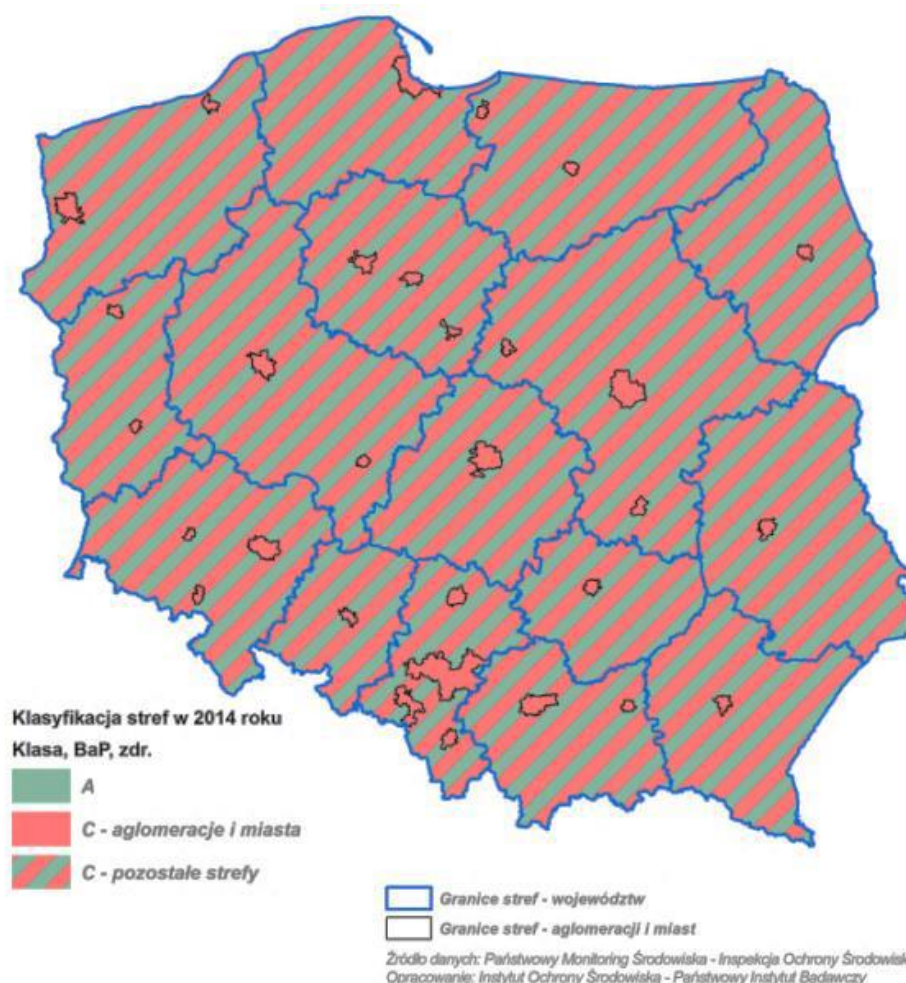 Klasyfikacja stref w 2014 roku
Klasa, BaP, zdr.
A
C - aglomeracje i miasta
C - pozostałe strefy
Granice stref - województw
Granice stref - aglomeracji i miast
Źródło danych: Państwowy Monitoring Środowiska - Inspekcja Ochrony Środowisk
Opracowanie: Instytut Ochrony Środowiska - Państwowy Instytut Badawczy